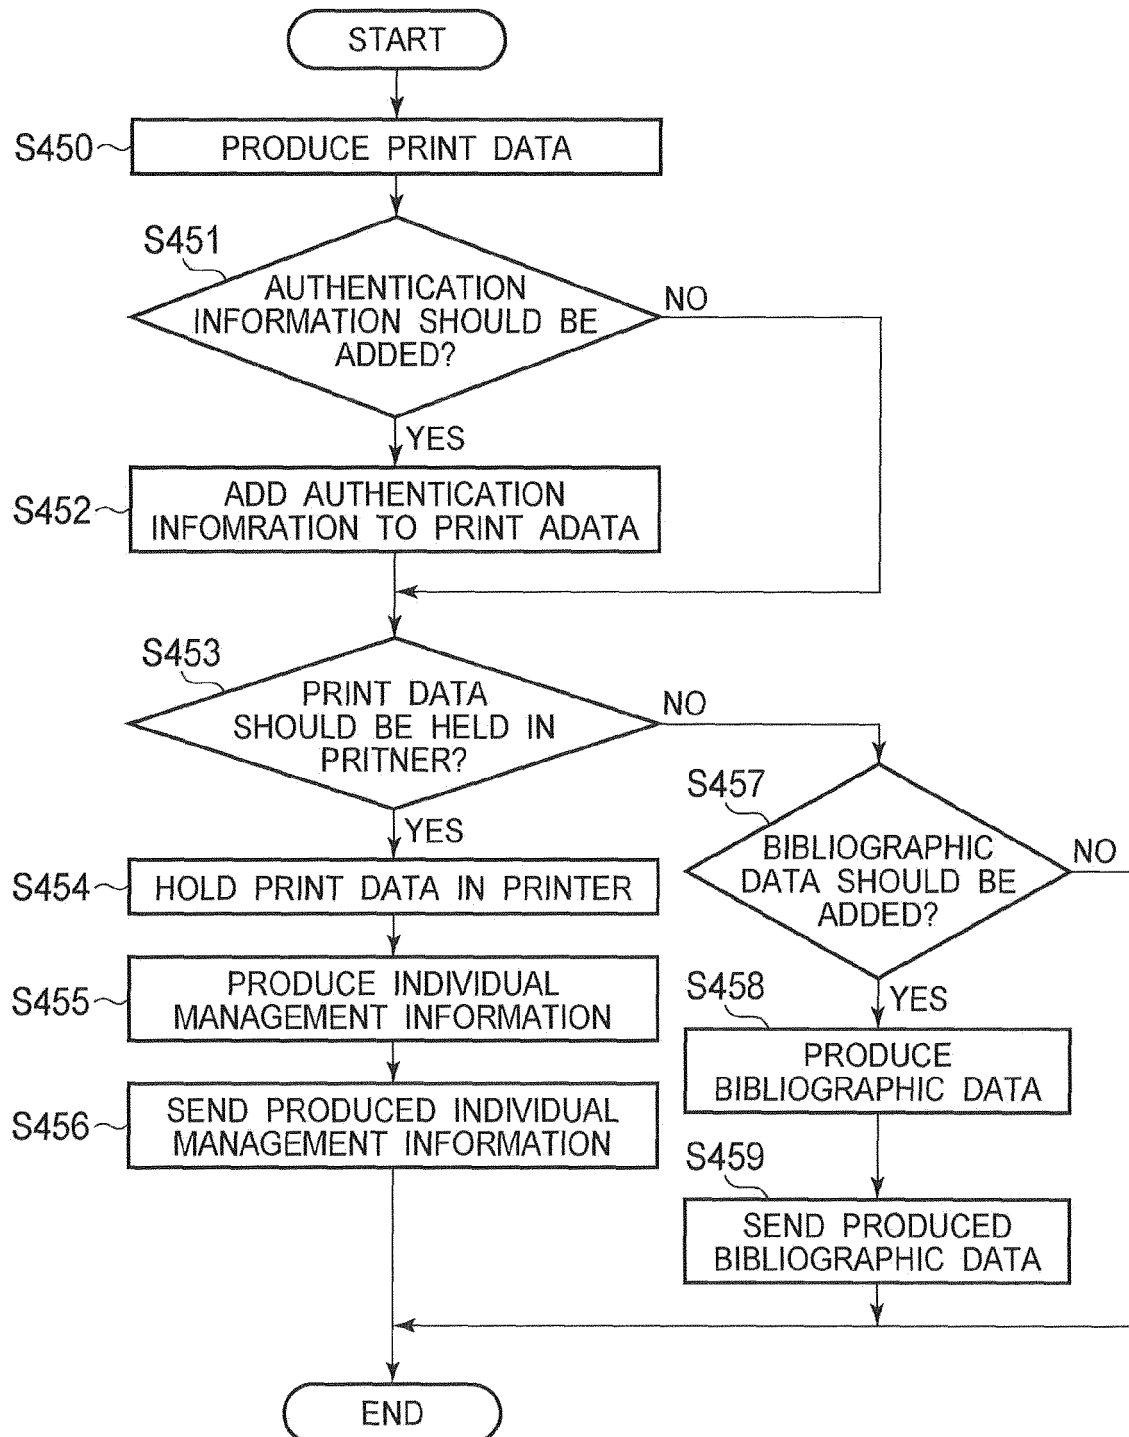 START
S450
PRODUCE PRINT DATA
S451
AUTHENTICATION
INFORMATION SHOULD BE
ADDED?
NO
YES
S452
ADD AUTHENTICATION
INFOMRATION TO PRINT ADATA
S453
PRINT DATA
SHOULD BE HELD IN
PRITNER?
NO
YES
S454
HOLD PRINT DATA IN PRINTER
S455
PRODUCE INDIVIDUAL
MANAGEMENT INFORMATION
S456
SEND PRODUCED INDIVIDUAL
MANAGEMENT INFORMATION
S457
BIBLIOGRAPHIC
DATA SHOULD BE
ADDED?
NO
YES
S458
PRODUCE
BIBLIOGRAPHIC DATA
S459
SEND PRODUCED
BIBLIOGRAPHIC DATA
END